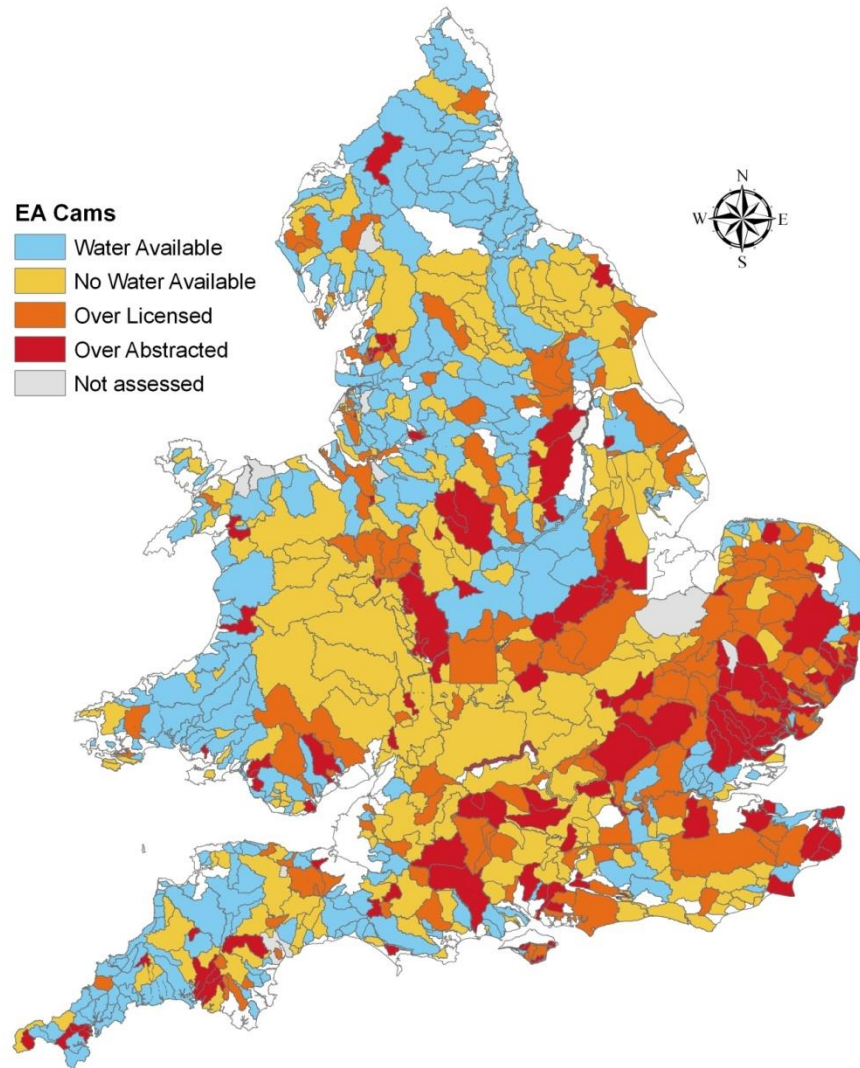 N
W E
S
EA Cams
Water Available
No Water Available
Over Licensed
Over Abstracted
Not assessed